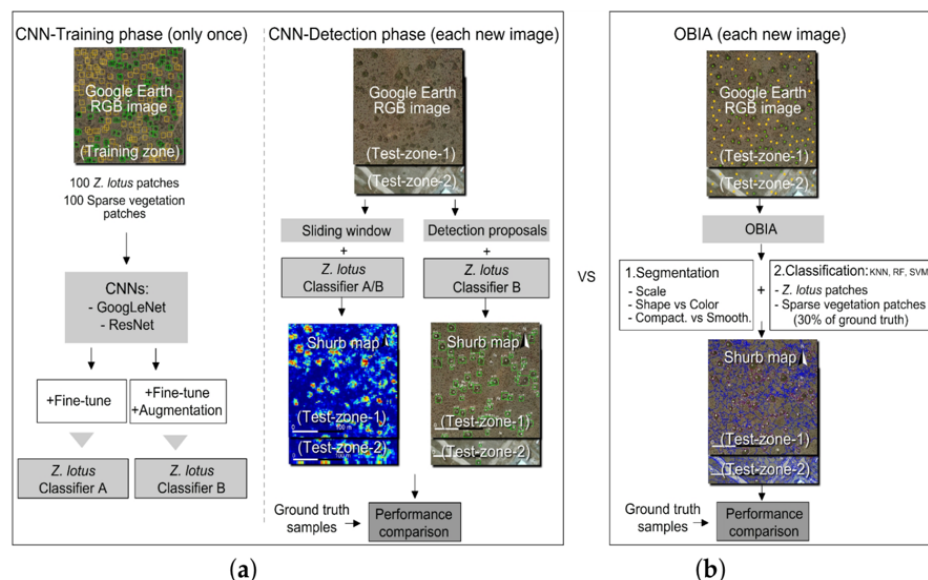 CNN-Training phase (only once)
Google Earth
RGB image
(Training zone)
100 Z. lotus patches
100 Sparse vegetation
patches
CNNs:
- GoogLeNet
- ResNet
+Fine-tune
+Fine-tune
+Augmentation
Z. lotus
Classifier A
Z. lotus
Classifier B
CNN-Detection phase (each new image)
Google Earth
RGB image
(Test-zone-1)
(Test-zone-2)
Sliding window
+
Z. lotus
Classifier A/B
Detection proposals
+
Z. lotus
Classifier B
Shurb map
(Test-zone-1)
(Test-zone-2)
Shurb map
(Test-zone-1)
(Test-zone-2)
Ground truth
samples
Performance
comparison
(a)
VS
OBIA (each new image)
Google Earth
RGB image
(Test-zone-1)
(Test-zone-2)
OBIA
1.Segmentation
- Scale
- Shape vs Color
- Compact. vs Smooth.
+
2.Classification: KNN, RF, SVM
- Z. lotus patches
- Sparse vegetation patches
(30% of ground truth)
Shurb map
(Test-zone-1)
(Test-zone-2)
Ground truth
samples
Performance
comparison
(b)